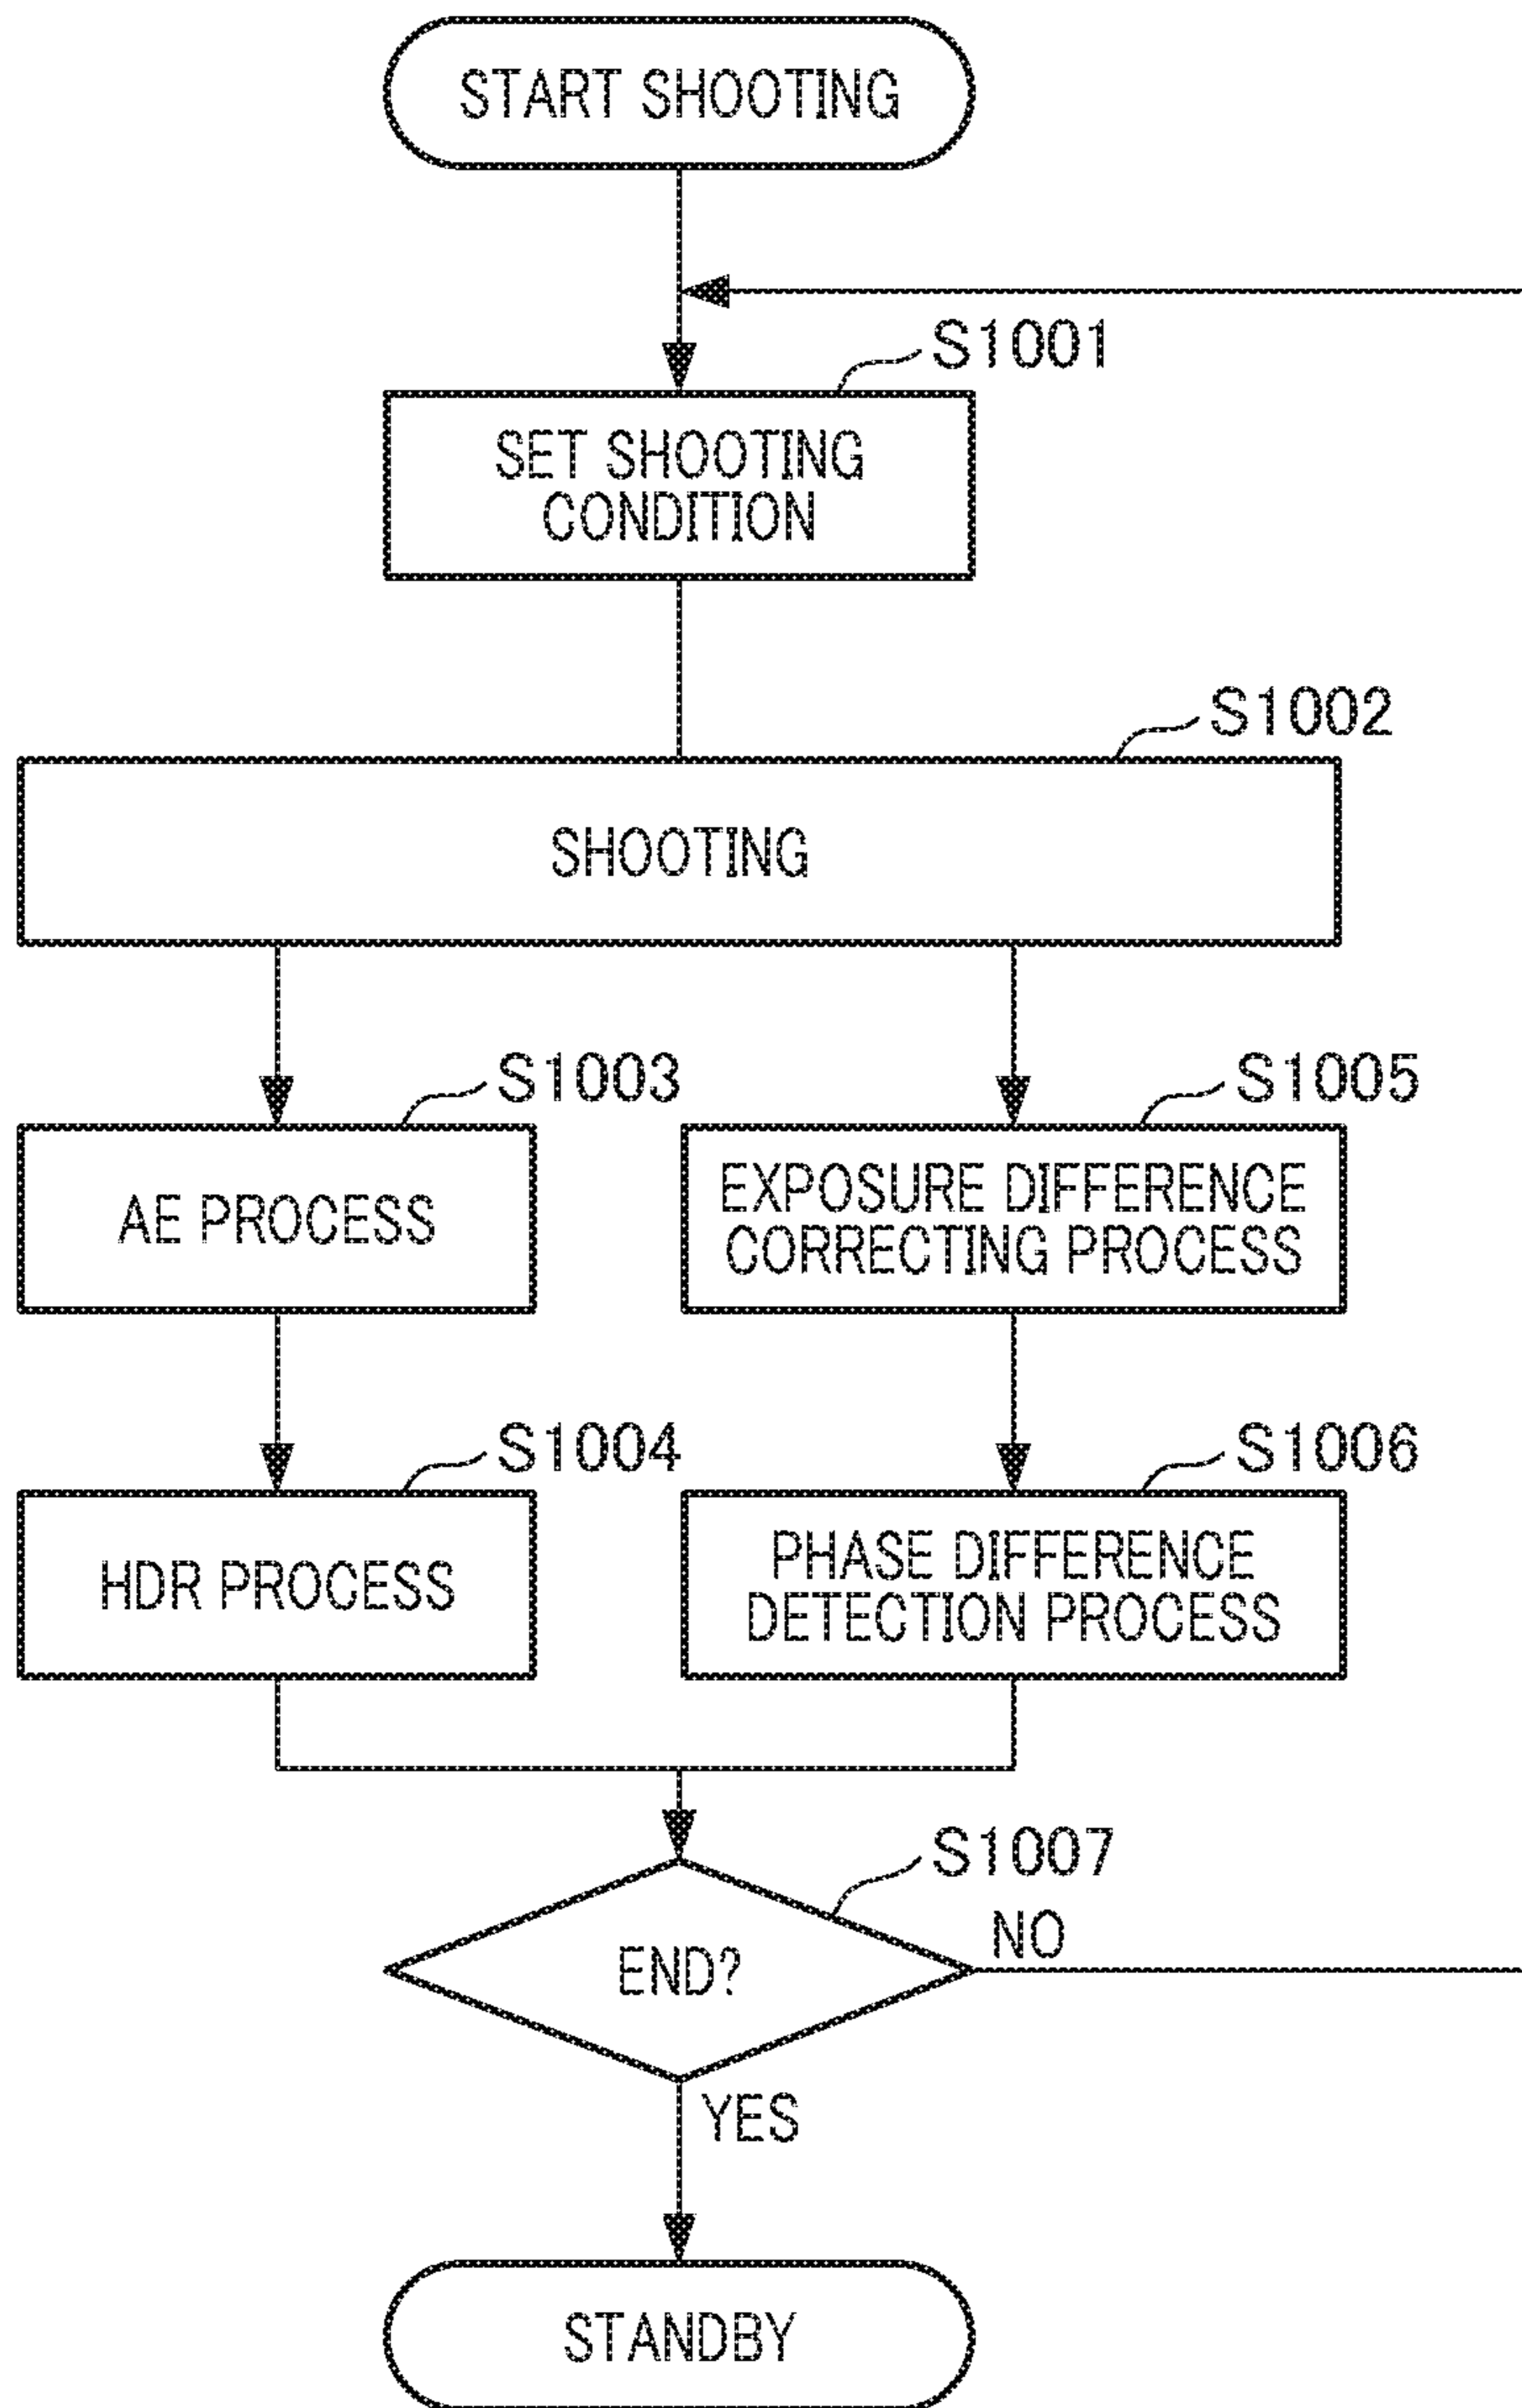 START SHOOTING
S1001
SET SHOOTING
CONDITION
S1002
SHOOTING
S1003
S1005
AE PROCESS
EXPOSURE DIFFERENCE
CORRECTING PROCESS
S1004
S1006
HDR PROCESS
PHASE DIFFERENCE
DETECTION PROCESS
S1007
NO
END?
YES
STANDBY